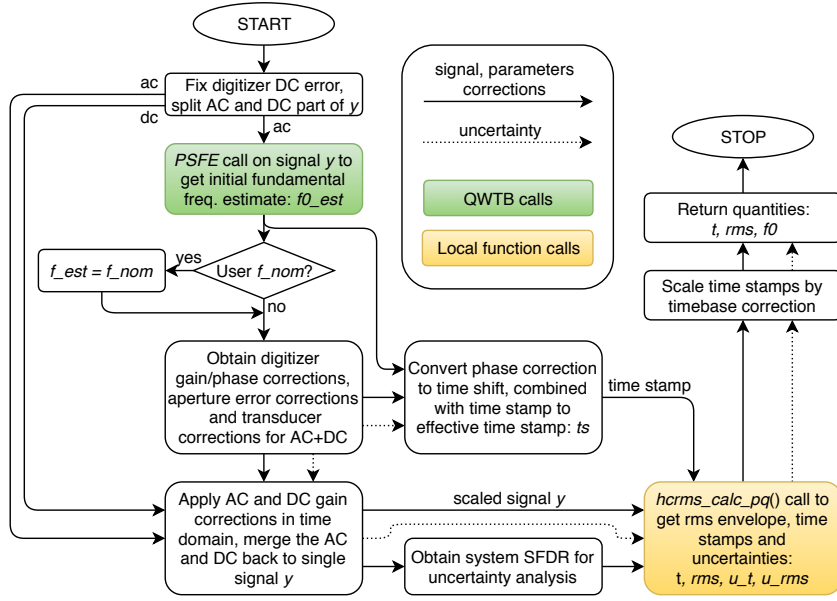 START
ac
dc
Fix digitizer DC error,
split AC and DC part of y
ac
PSFE call on signal y to
get initial fundamental
freq. estimate: f0_est
f_est = f_nom
yes
User f_nom?
no
Obtain digitizer
gain/phase corrections,
aperture error corrections
and transducer
corrections for AC+DC
Convert phase correction
to time shift, combined
with time stamp to
effective time stamp: ts
time stamp
Apply AC and DC gain
corrections in time
domain, merge the AC
and DC back to single
signal y
scaled signal y
Obtain system SFDR for
uncertainty analysis
hcrms_calc_pq() call to
get rms envelope, time
stamps and
uncertainties:
t, rms, u_t, u_rms
Scale time stamps by
timebase correction
Return quantities:
t, rms, f0
STOP
signal, parameters
corrections
uncertainty
QWTB calls
Local function calls